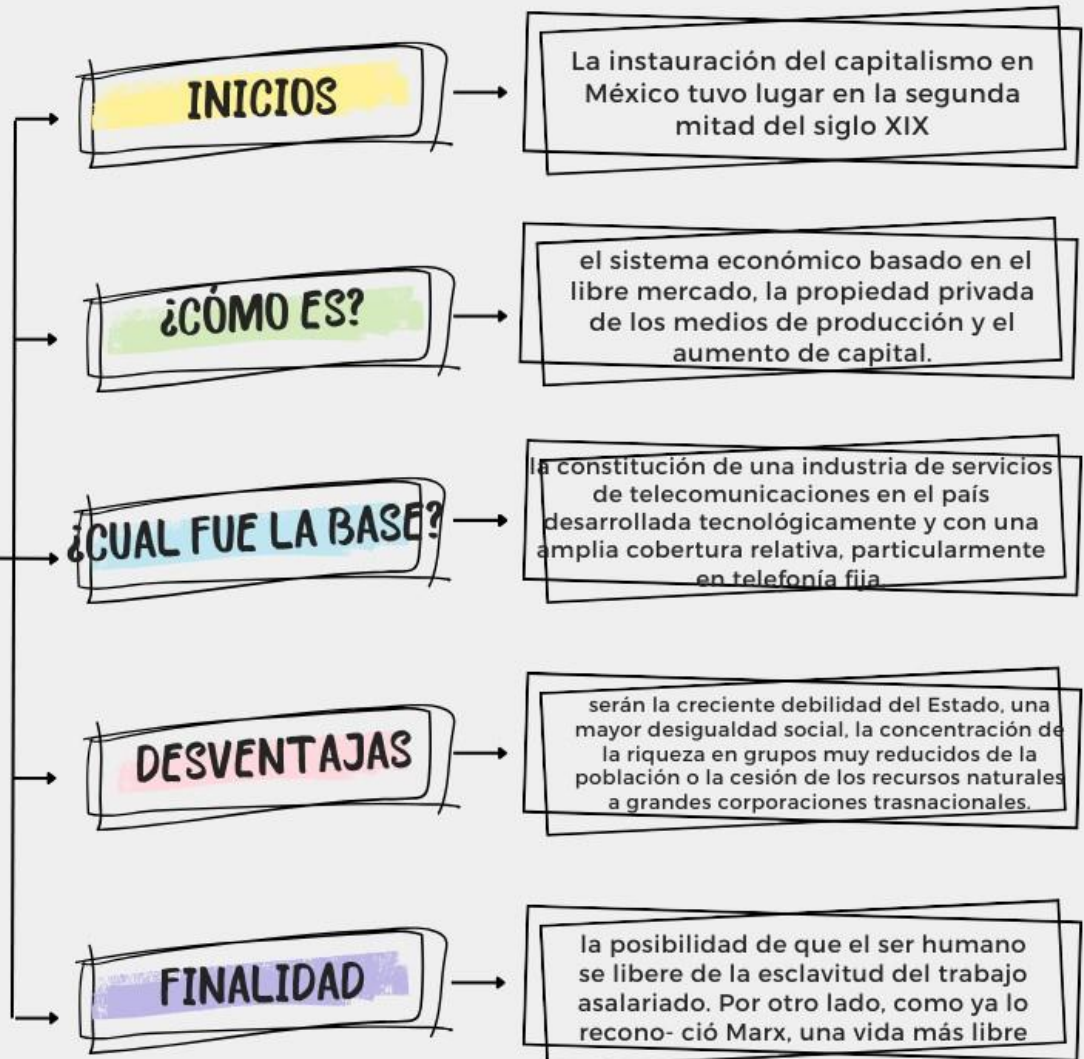 INICIOS
La instauración del capitalismo en
México tuvo lugar en la segunda
mitad del siglo XIX
¿CÓMO ES?
el sistema económico basado en el
libre mercado, la propiedad privada
de los medios de producción y el
aumento de capital.
¿CUAL FUE LA BASE?
la constitución de una industria de servicios
de telecomunicaciones en el país
desarrollada tecnológicamente y con una
amplia cobertura relativa, particularmente
en telefonía fija
DESVENTAJAS
serán la creciente debilidad del Estado, una
mayor desigualdad social, la concentración de
la riqueza en grupos muy reducidos de la
población o la cesión de los recursos naturales
a grandes corporaciones trasnacionales.
FINALIDAD
la posibilidad de que el ser humano
se libere de la esclavitud del trabajo
asalariado. Por otro lado, como ya lo
recono- ció Marx, una vida más libre